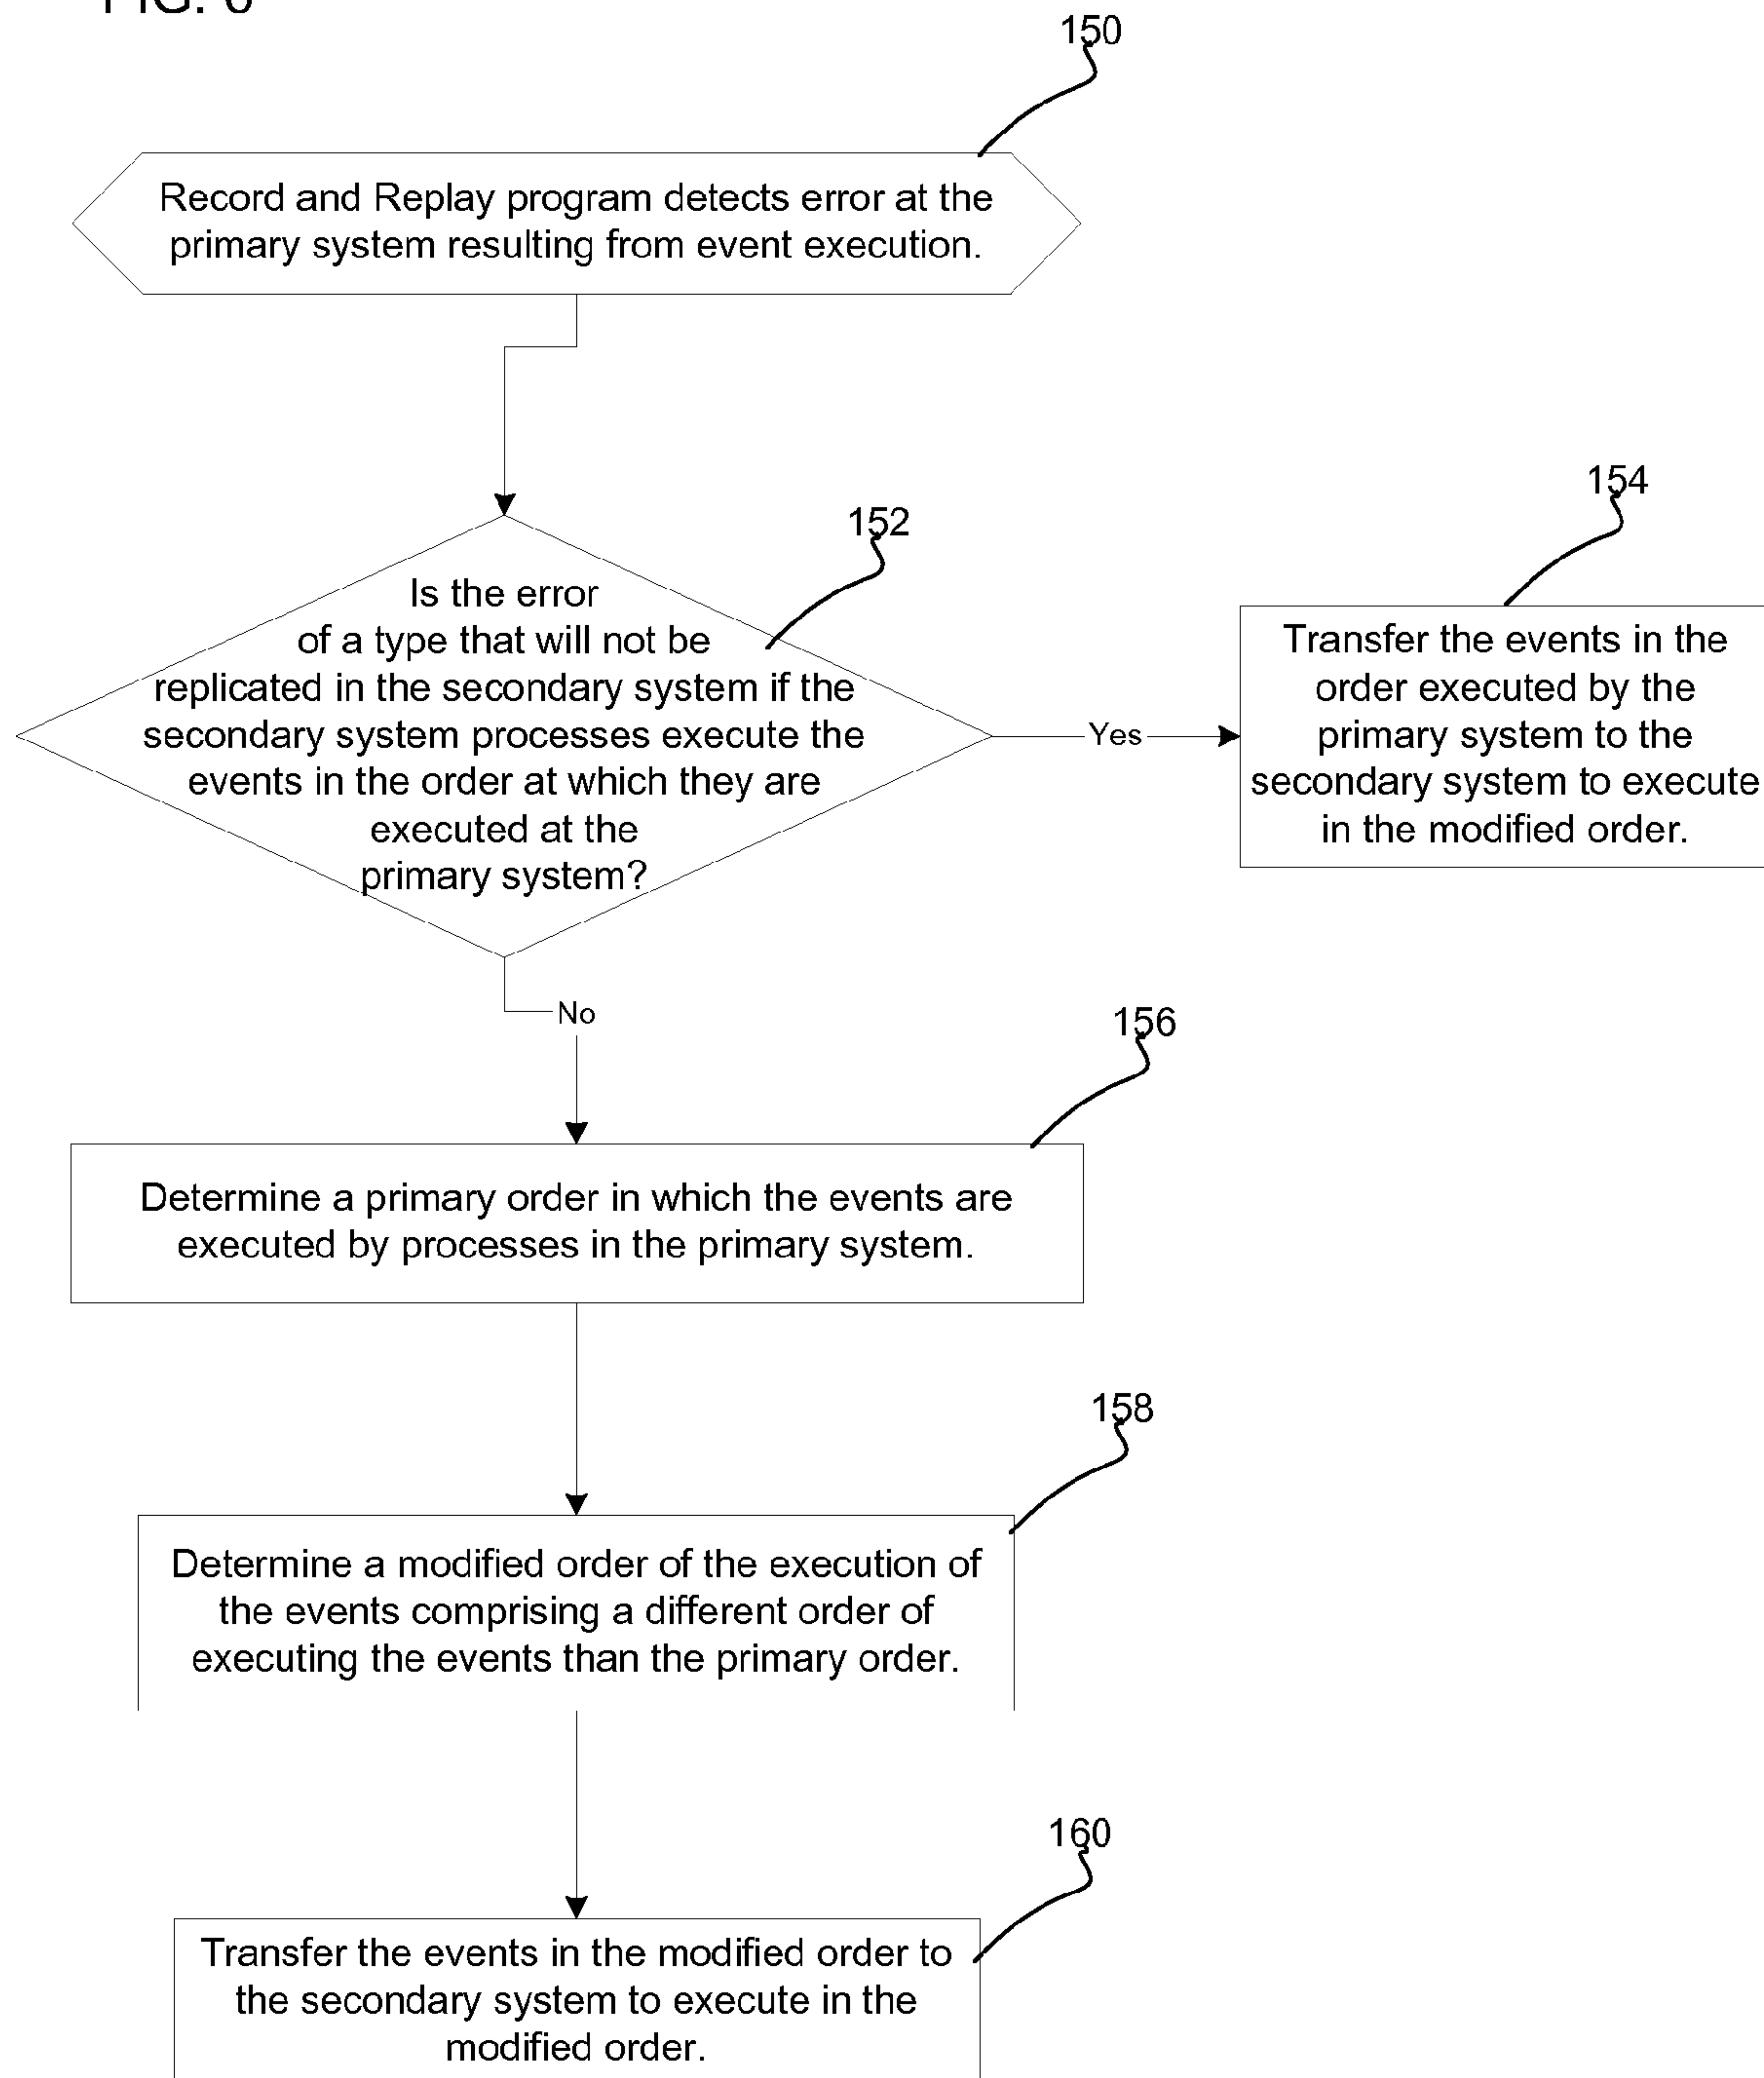 FIG. 6
150
Record and Replay program detects error at the
primary system resulting from event execution.
152
Is the error
of a type that will not be
replicated in the secondary system if the
secondary system processes execute the
events in the order at which they are
executed at the
primary system?
Yes
154
Transfer the events in the
order executed by the
primary system to the
secondary system to execute
in the modified order.
No
156
Determine a primary order in which the events are
executed by processes in the primary system.
158
Determine a modified order of the execution of
the events comprising a different order of
executing the events than the primary order.
160
Transfer the events in the modified order to
the secondary system to execute in the
modified order.